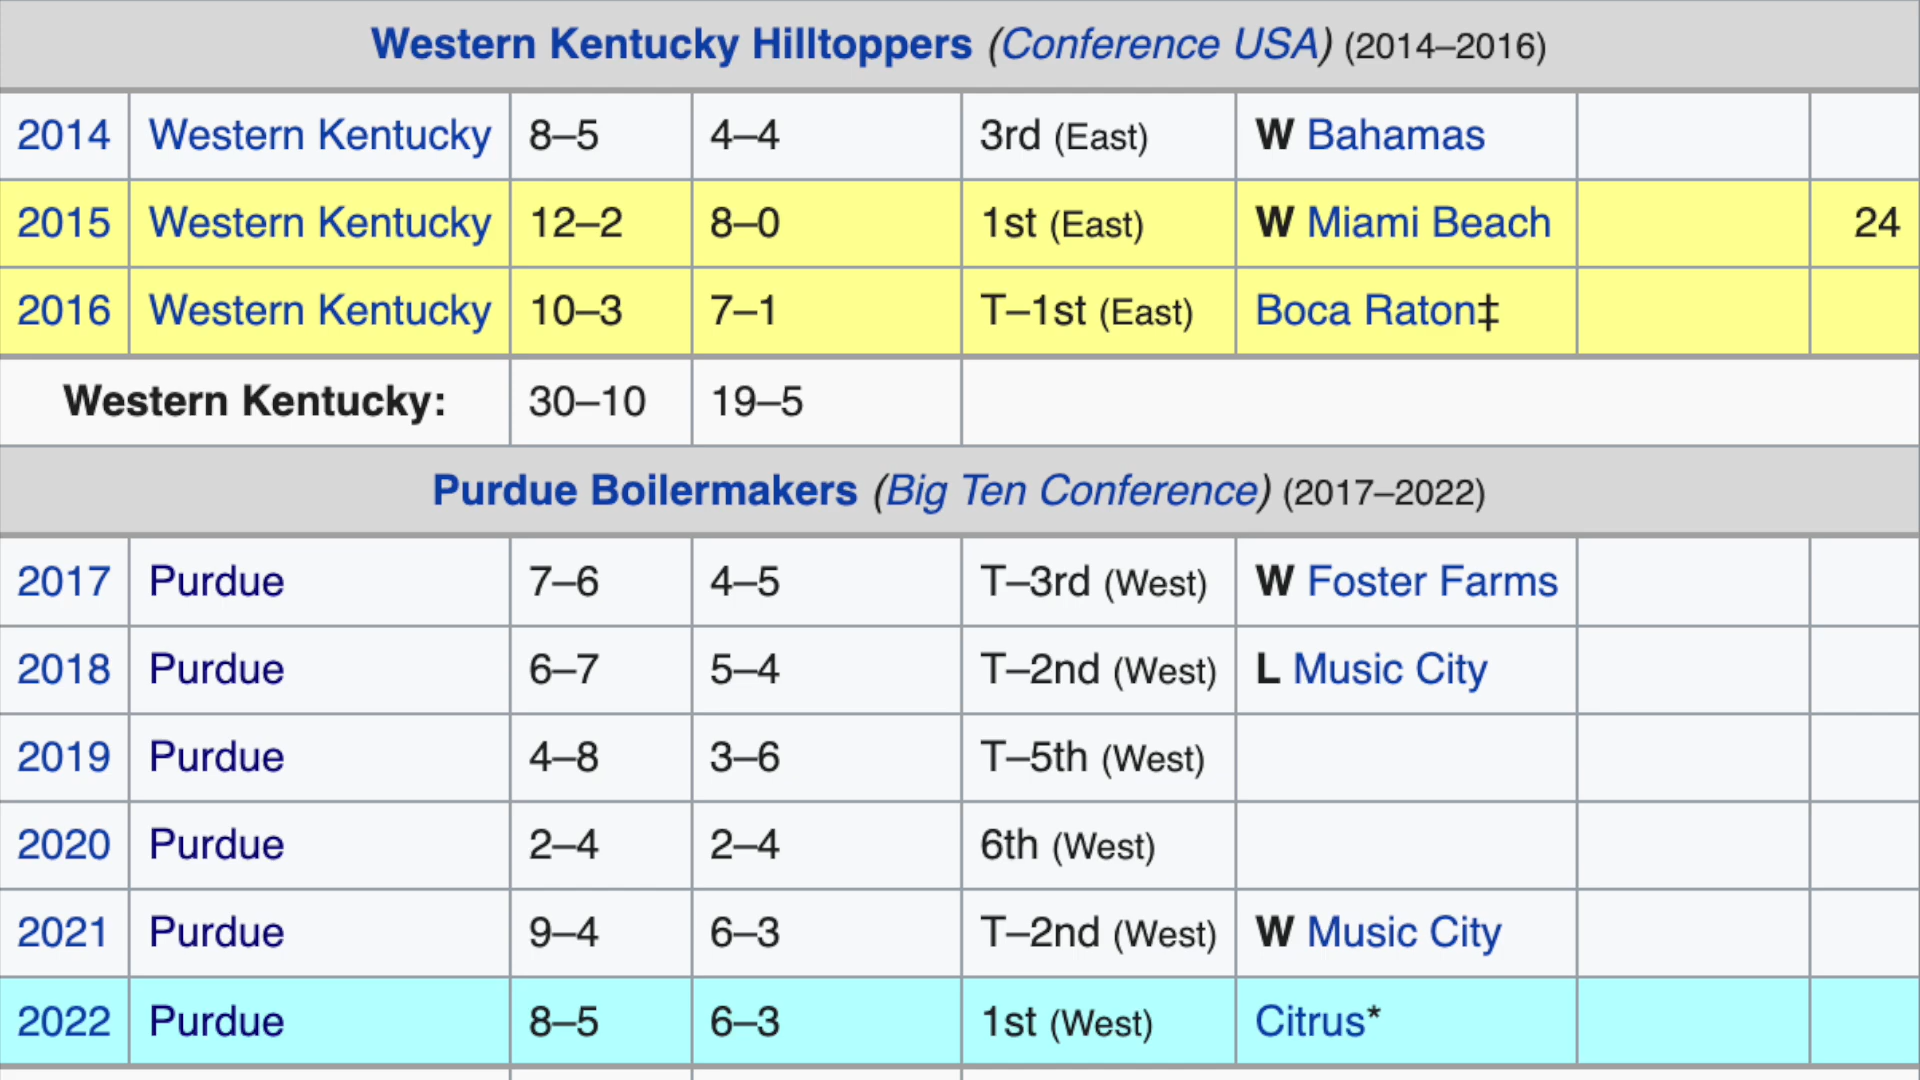 Western Kentucky Hilltoppers (Conference USA) (2014–2016)
2014 Western Kentucky 8–5 4–4 3rd (East) W Bahamas
2015 Western Kentucky 12–2 8–0 1st (East) W Miami Beach 24
2016 Western Kentucky 10–3 7–1 T–1st (East) Boca Raton‡
Western Kentucky: 30–10 19–5
Purdue Boilermakers (Big Ten Conference) (2017–2022)
2017 Purdue 7–6 4–5 T–3rd (West) W Foster Farms
2018 Purdue 6–7 5–4 T–2nd (West) L Music City
2019 Purdue 4–8 3–6 T–5th (West)
2020 Purdue 2–4 2–4 6th (West)
2021 Purdue 9–4 6–3 T–2nd (West) W Music City
2022 Purdue 8–5 6–3 1st (West) Citrus*